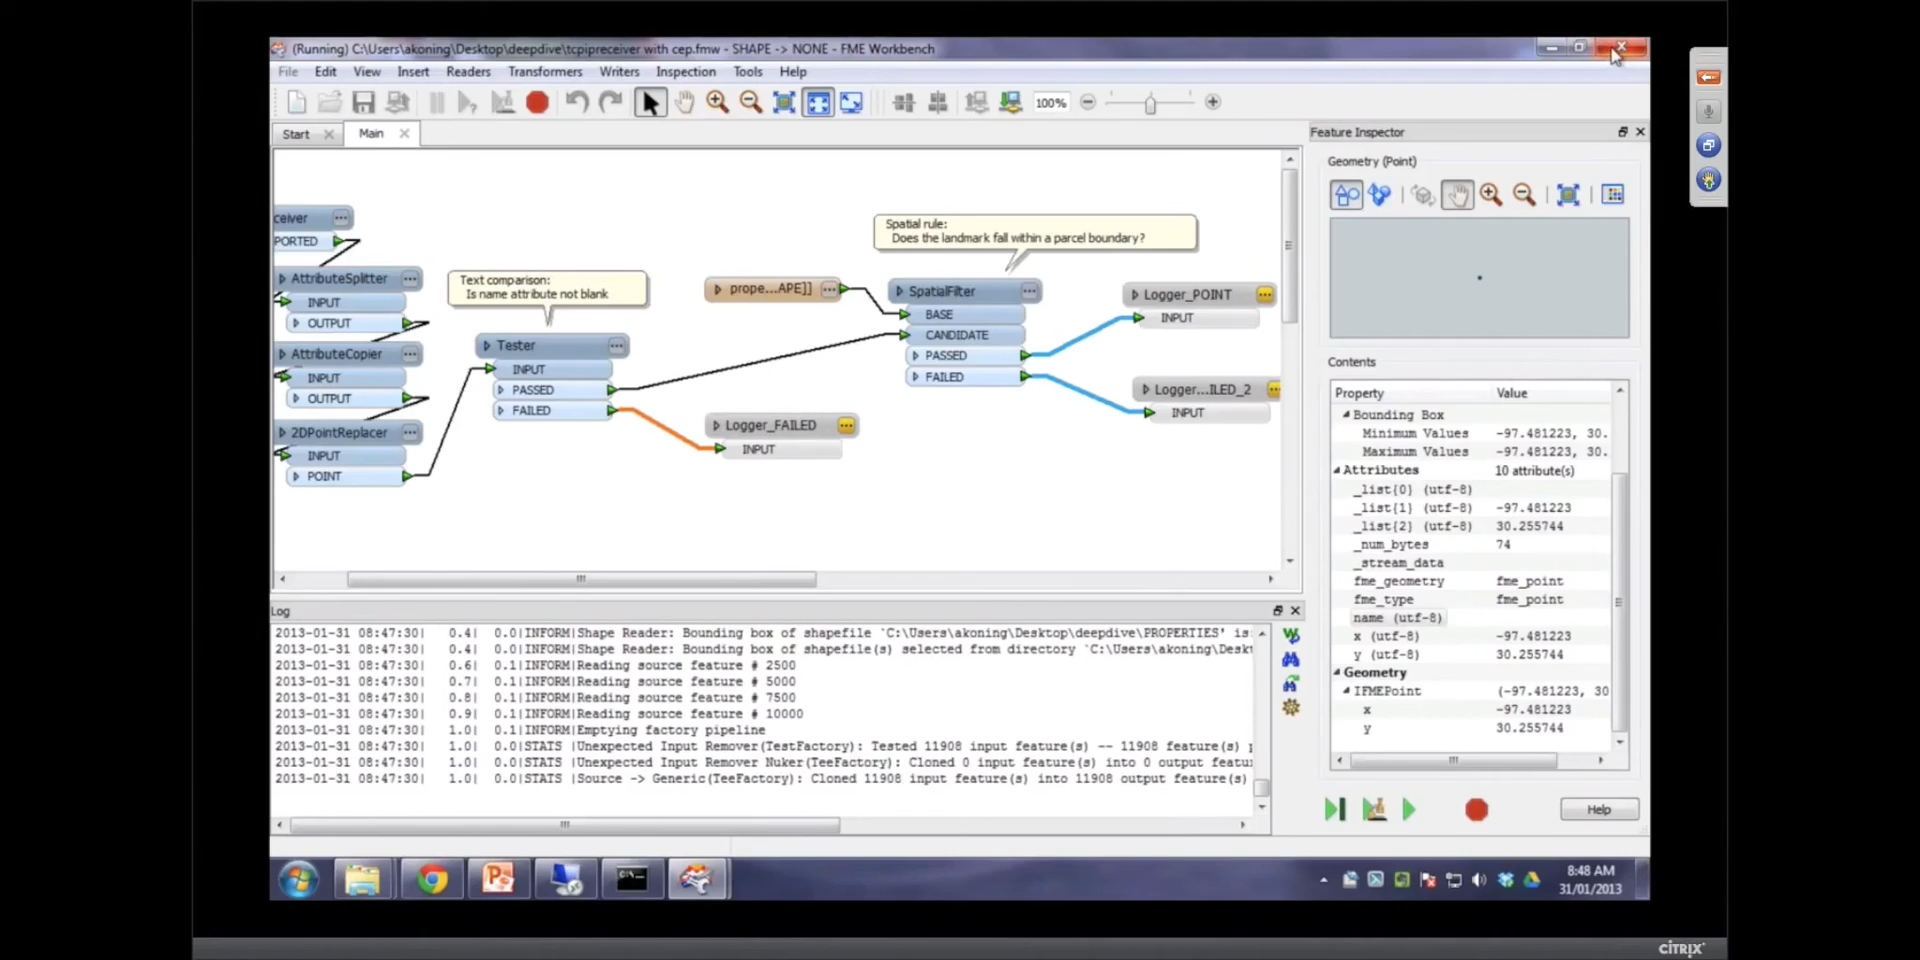 (Running) C:\Users\akoning\Desktop\deepdive\tcpipreceiver with cep.fmw - SHAPE -> NONE - FME Workbench
File Edit View Insert Readers Transformers Writers Inspection Tools Help
100%
Start Main
ceiver
PORTED
AttributeSplitter
INPUT
OUTPUT
AttributeCopier
INPUT
OUTPUT
2DPointReplacer
INPUT
POINT
Text comparison:
Is name attribute not blank
Tester
INPUT
PASSED
FAILED
Logger_FAILED
INPUT
prope...APE]]
Spatial rule:
Does the landmark fall within a parcel boundary?
SpatialFilter
BASE
CANDIDATE
PASSED
FAILED
Logger_POINT
INPUT
Logger...ILED_2
INPUT
Feature Inspector
Geometry (Point)
Contents
Property Value
Bounding Box
Minimum Values -97.481223, 30.
Maximum Values -97.481223, 30.
Attributes 10 attribute(s)
_list{0} (utf-8)
_list{1} (utf-8) -97.481223
_list{2} (utf-8) 30.255744
_num_bytes 74
_stream_data
fme_geometry fme_point
fme_type fme_point
name (utf-8)
x (utf-8) -97.481223
y (utf-8) 30.255744
Geometry
IFMEPoint (-97.481223, 30
x -97.481223
y 30.255744
Help
Log
2013-01-31 08:47:30| 0.4| 0.0|INFORM|Shape Reader: Bounding box of shapefile `C:\Users\akoning\Desktop\deepdive\PROPERTIES' is:
2013-01-31 08:47:30| 0.4| 0.0|INFORM|Shape Reader: Bounding box of shapefile(s) selected from directory `C:\Users\akoning\Deskt
2013-01-31 08:47:30| 0.6| 0.1|INFORM|Reading source feature # 2500
2013-01-31 08:47:30| 0.7| 0.1|INFORM|Reading source feature # 5000
2013-01-31 08:47:30| 0.8| 0.1|INFORM|Reading source feature # 7500
2013-01-31 08:47:30| 0.9| 0.1|INFORM|Reading source feature # 10000
2013-01-31 08:47:30| 1.0| 0.1|INFORM|Emptying factory pipeline
2013-01-31 08:47:30| 1.0| 0.0|STATS |Unexpected Input Remover(TestFactory): Tested 11908 input feature(s) -- 11908 feature(s) p
2013-01-31 08:47:30| 1.0| 0.0|STATS |Unexpected Input Remover Nuker(TeeFactory): Cloned 0 input feature(s) into 0 output featu
2013-01-31 08:47:30| 1.0| 0.0|STATS |Source -> Generic(TeeFactory): Cloned 11908 input feature(s) into 11908 output feature(s)
8:48 AM
31/01/2013
CITRIX